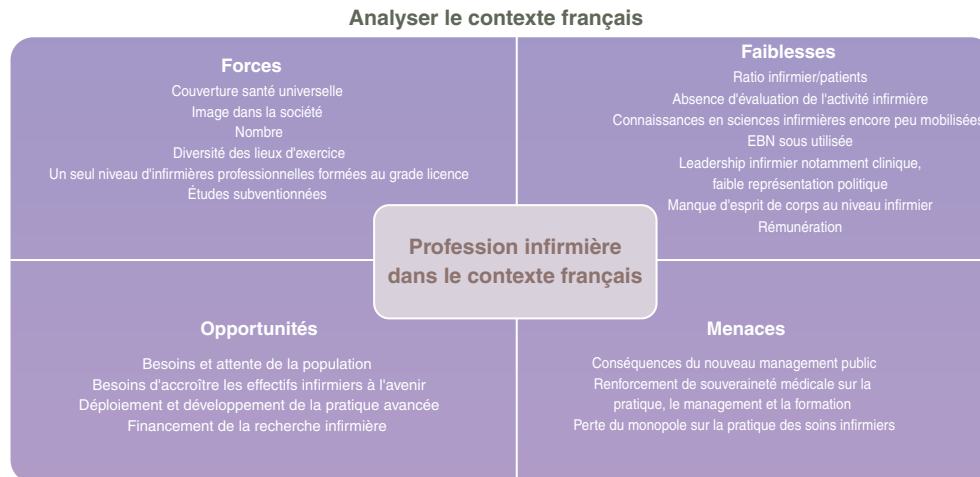 Analyser le contexte français
Forces
Couverture santé universelle
Image dans la société
Nombre
Diversité des lieux d'exercice
Un seul niveau d'infirmières professionnelles formées au grade licence
Études subventionnées
Faiblesses
Ratio infirmier/patients
Absence d'évaluation de l'activité infirmière
Connaissances en sciences infirmières encore peu mobilisées
EBN sous utilisée
Leadership infirmier notamment clinique,
faible représentation politique
Manque d'esprit de corps au niveau infirmier
Rémunération
Profession infirmière
dans le contexte français
Opportunités
Besoins et attente de la population
Besoins d'accroître les effectifs infirmiers à l'avenir
Déploiement et développement de la pratique avancée
Financement de la recherche infirmière
Menaces
Conséquences du nouveau management public
Renforcement de souveraineté médicale sur la
pratique, le management et la formation
Perte du monopole sur la pratique des soins infirmiers